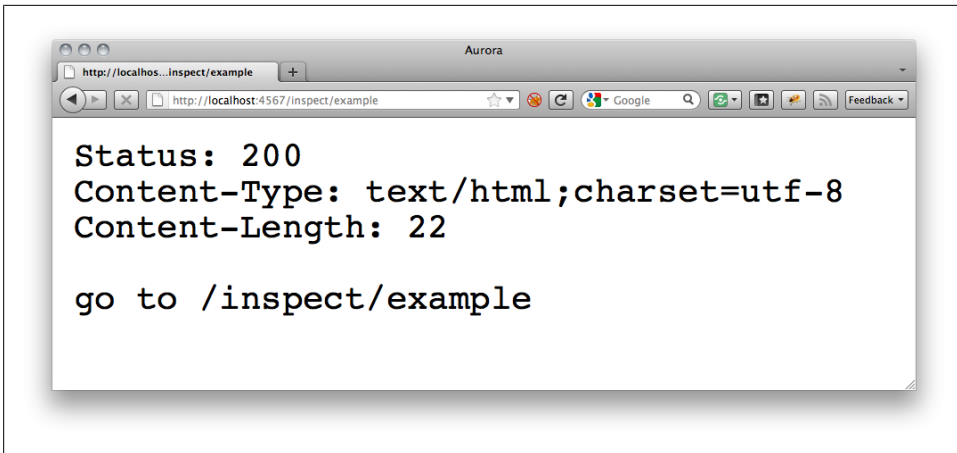 Aurora
http://localhos...inspect/example
http://localhost:4567/inspect/example
Google
Feedback
Status: 200
Content-Type: text/html;charset=utf-8
Content-Length: 22
go to /inspect/example